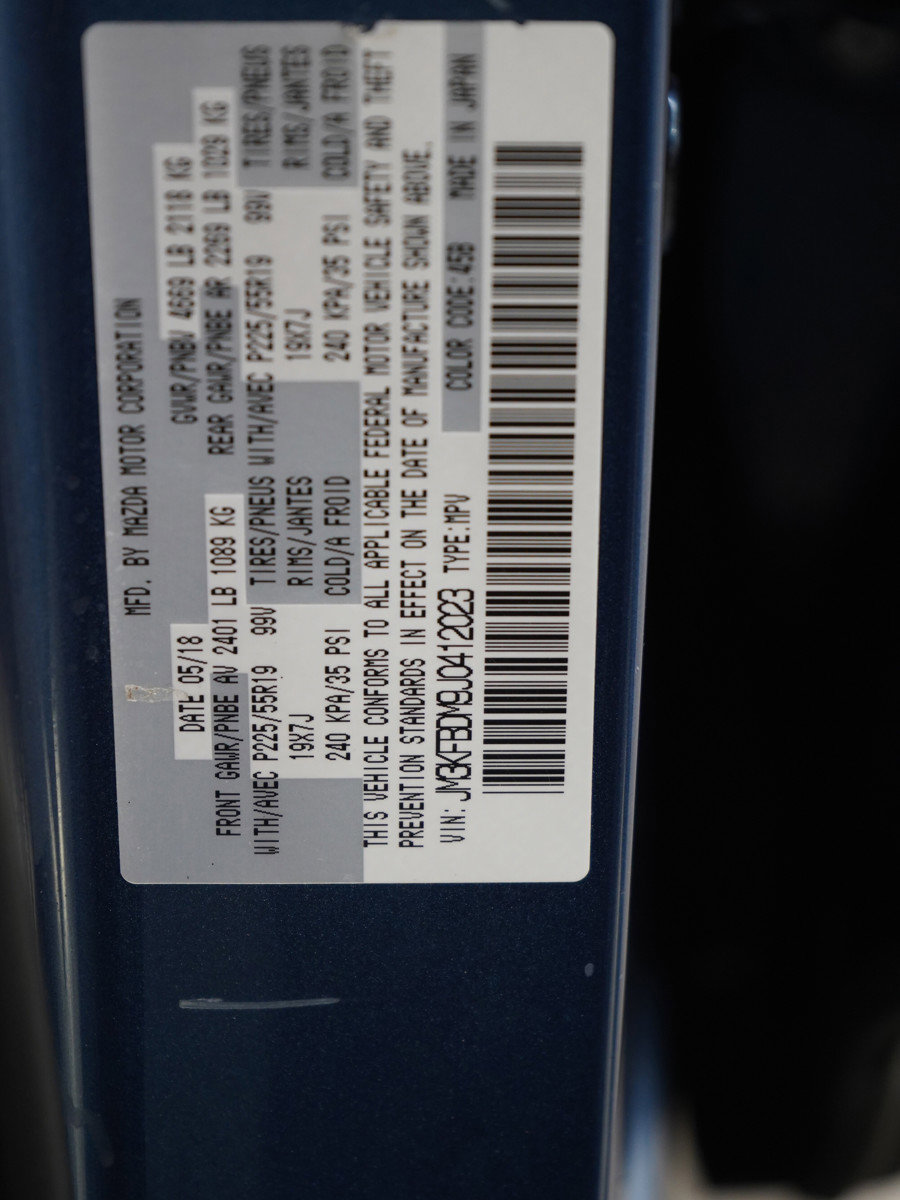 MFD. BY MAZDA MOTOR CORPORATION
DATE 05/18 GVWR/PNBV 4669 LB 2118 KG
FRONT GAWR/PNBE AV 2401 LB 1089 KG REAR GAWR/PNBE AR 2269 LB 1029 KG
WITH/AVEC P225/55R19 99V TIRES/PNEUS WITH/AVEC P225/55R19 99V TIRES/PNEUS
19X7J RIMS/JANTES 19X7J RIMS/JANTES
240 KPA/35 PSI COLD/A FROID 240 KPA/35 PSI COLD/A FROID
THIS VEHICLE CONFORMS TO ALL APPLICABLE FEDERAL MOTOR VEHICLE SAFETY AND THEFT
PREVENTION STANDARDS IN EFFECT ON THE DATE OF MANUFACTURE SHOWN ABOVE.
VIN: JM3KFBDM9J0412023 TYPE:MPV COLOR CODE:45B MADE IN JAPAN